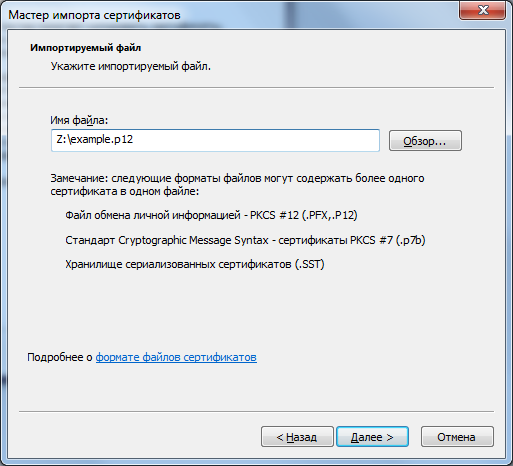 Мастер импорта сертификатов
Импортируемый файл
Укажите импортируемый файл.
Имя файла:
Z:\example.p12
Обзор...
Замечание: следующие форматы файлов могут содержать более одного
сертификата в одном файле:
Файл обмена личной информацией - PKCS #12 (.PFX,.P12)
Стандарт Cryptographic Message Syntax - сертификаты PKCS #7 (.p7b)
Хранилище сериализованных сертификатов (.SST)
Подробнее о формате файлов сертификатов
< Назад
Далее >
Отмена